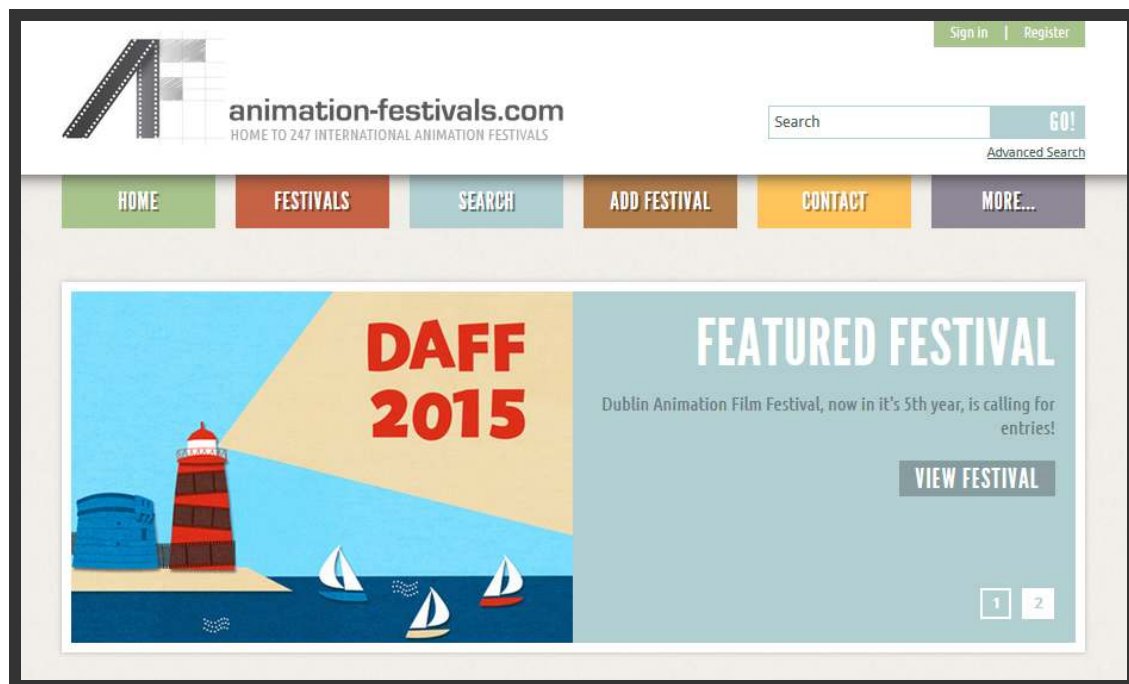 Sign in | Register
AF
animation-festivals.com
HOME TO 247 INTERNATIONAL ANIMATION FESTIVALS
Search GO!
Advanced Search
HOME FESTIVALS SEARCH ADD FESTIVAL CONTACT MORE...
DAFF
2015
FEATURED FESTIVAL
Dublin Animation Film Festival, now in it's 5th year, is calling for
entries!
VIEW FESTIVAL
1 2